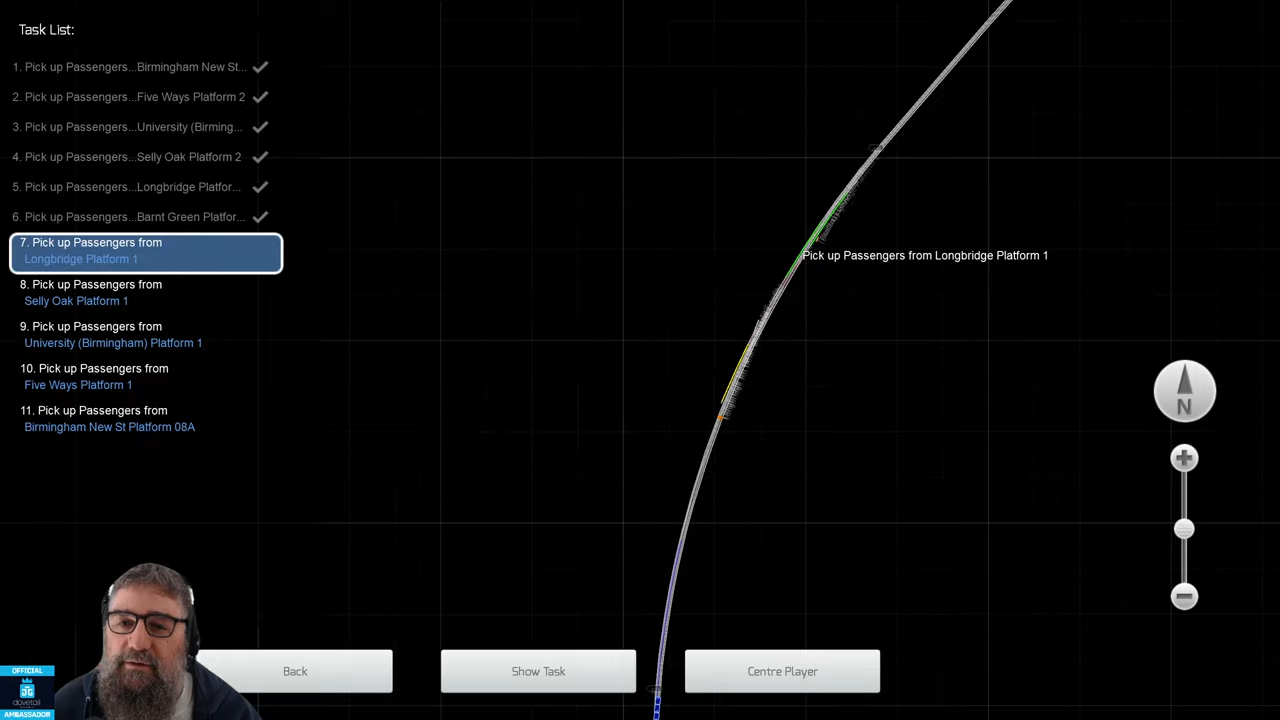 Task List:
1. Pick up Passengers...Birmingham New St...
2. Pick up Passengers...Five Ways Platform 2
3. Pick up Passengers...University (Birming...
4. Pick up Passengers...Selly Oak Platform 2
5. Pick up Passengers...Longbridge Platfor...
6. Pick up Passengers...Barnt Green Platfor...
7. Pick up Passengers from
Longbridge Platform 1
8. Pick up Passengers from
Selly Oak Platform 1
9. Pick up Passengers from
University (Birmingham) Platform 1
10. Pick up Passengers from
Five Ways Platform 1
11. Pick up Passengers from
Birmingham New St Platform 08A
Pick up Passengers from Longbridge Platform 1
N
Back
Show Task
Centre Player
OFFICIAL
dovetail
AMBASSADOR